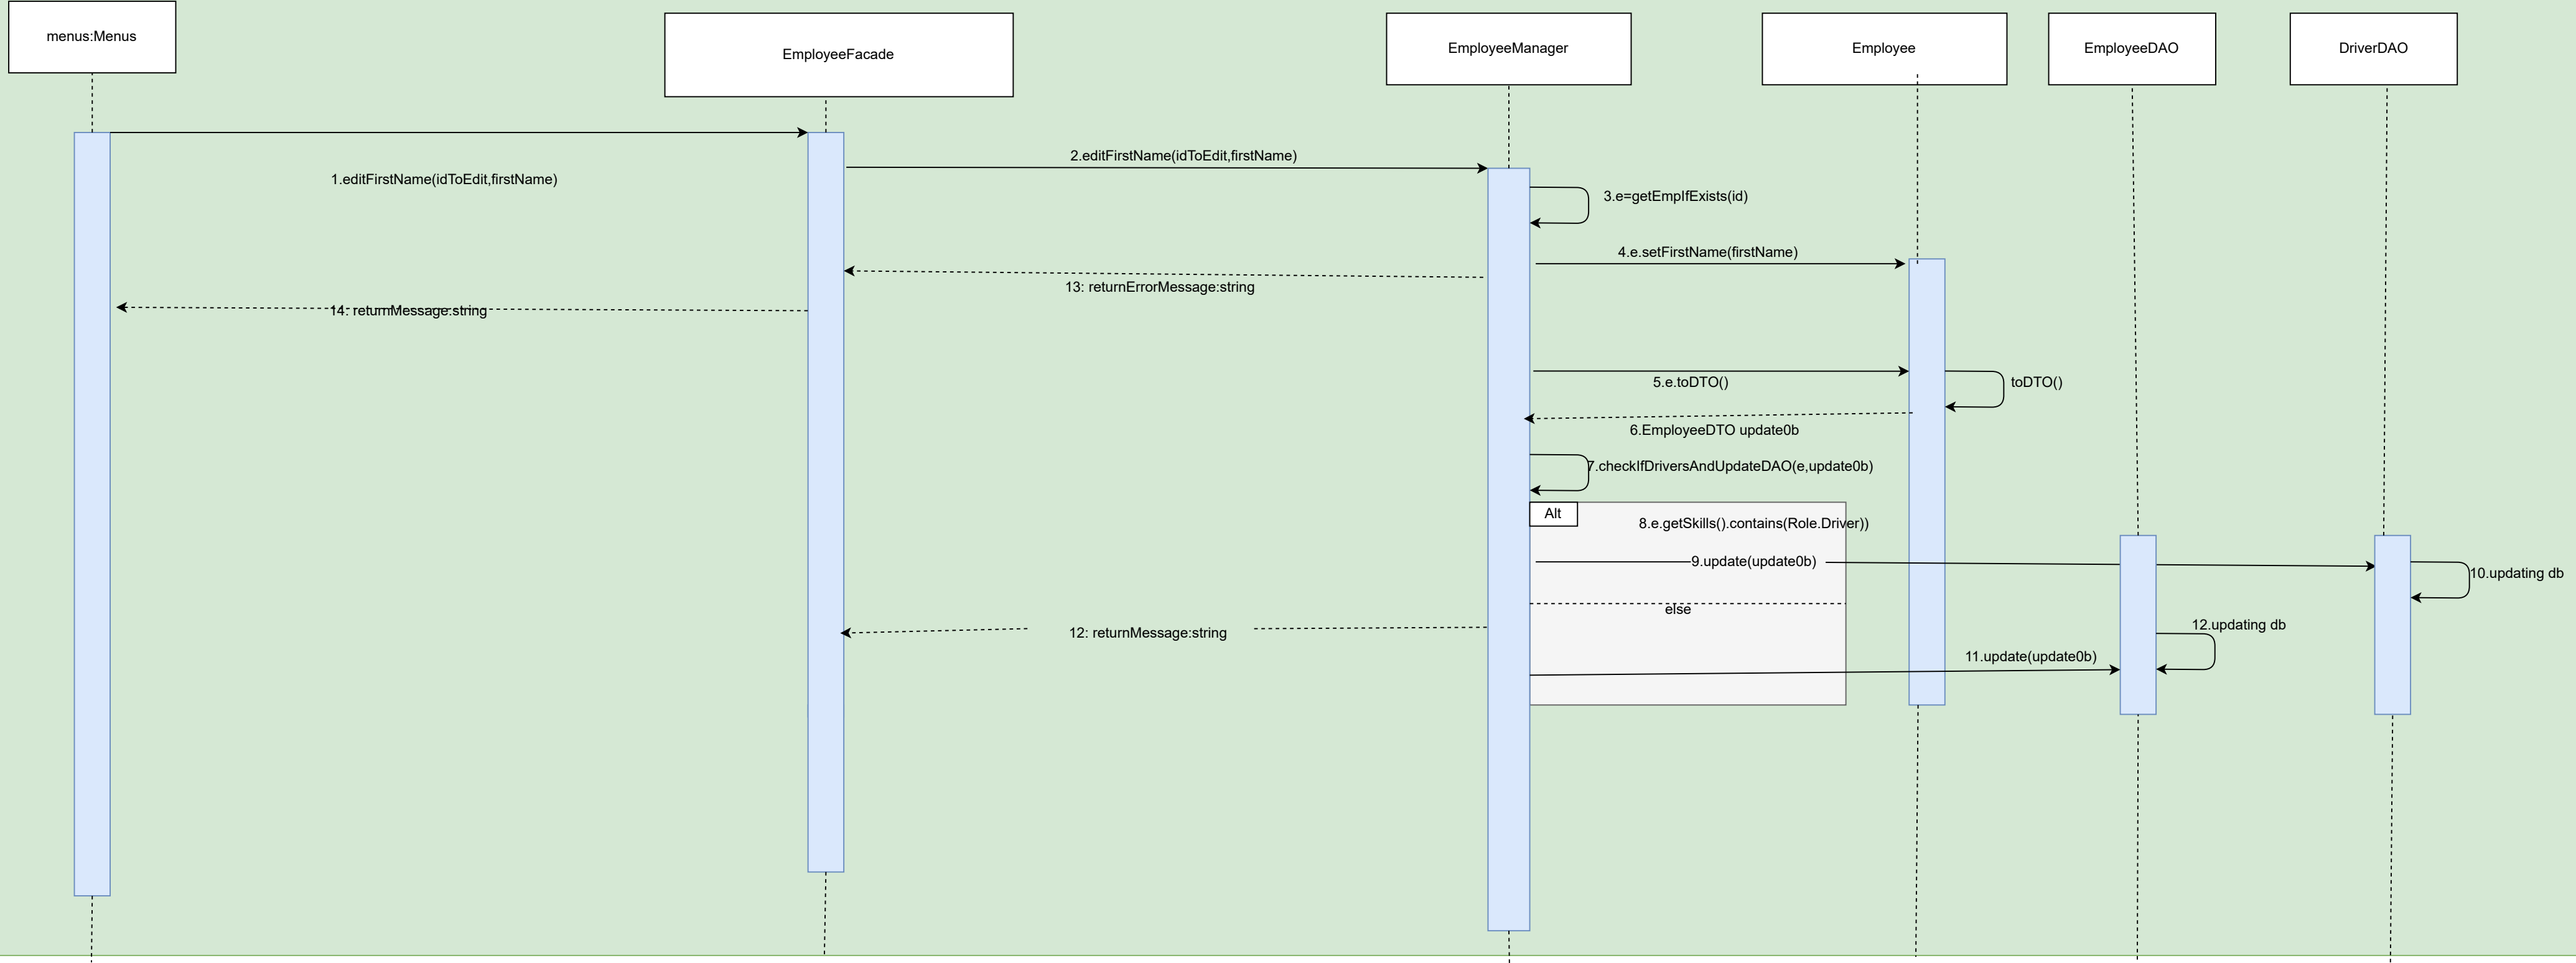 menus:Menus
EmployeeFacade
EmployeeManager
Employee
EmployeeDAO
DriverDAO
1.editFirstName(idToEdit,firstName)
2.editFirstName(idToEdit,firstName)
3.e=getEmpIfExists(id)
4.e.setFirstName(firstName)
13: returnErrorMessage:string
14: returnMessage:string
5.e.toDTO()
toDTO()
6.EmployeeDTO update0b
7.checkIfDriversAndUpdateDAO(e,update0b)
Alt
8.e.getSkills().contains(Role.Driver))
9.update(update0b)
10.updating db
else
12: returnMessage:string
12.updating db
11.update(update0b)